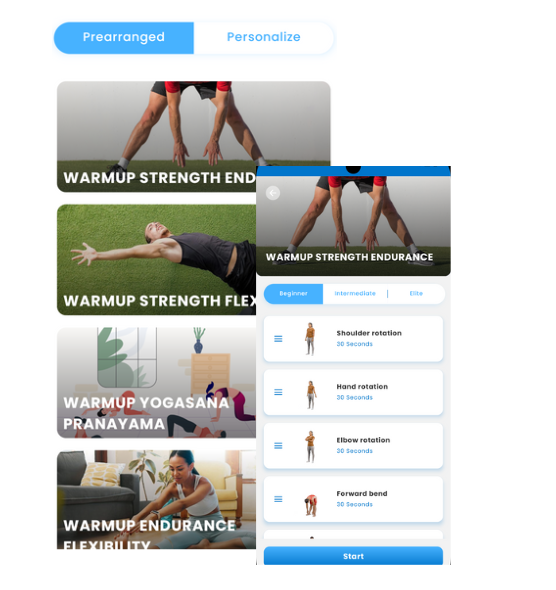 Prearranged
Personalize
WARMUP STRENGTH END
WARMUP STRENGTH FLEX
WARMUP YOGASANA
PRANAYAMA
WARMUP ENDURANCE
FLEXIBILITY
WARMUP STRENGTH ENDURANCE
Beginner
Intermediate
Elite
Shoulder rotation
30 Seconds
Hand rotation
30 Seconds
Elbow rotation
30 Seconds
Forward bend
30 Seconds
Start